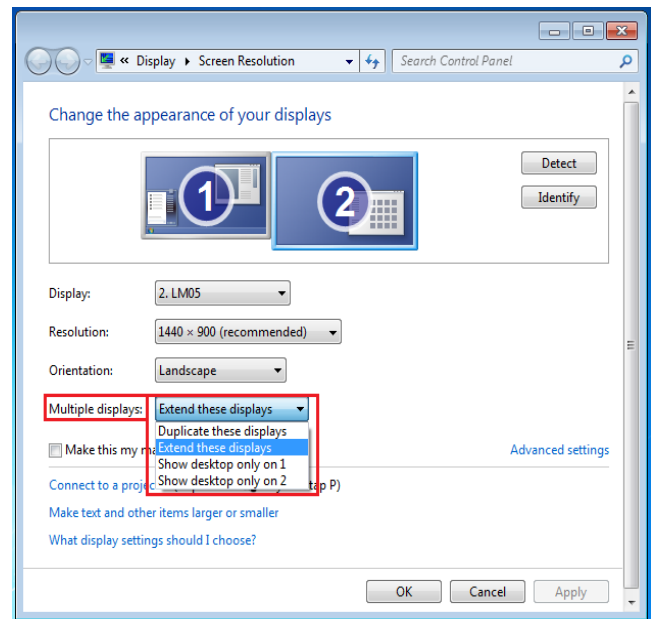 « Display ▸ Screen Resolution Search Control Panel
Change the appearance of your displays
1 2
Detect
Identify
Display: 2. LM05
Resolution: 1440 × 900 (recommended)
Orientation: Landscape
Multiple displays: Extend these displays
Duplicate these displays
Make this my Extend these displays Advanced settings
Show desktop only on 1
Connect to a Show desktop only on 2 P)
Make text and other items larger or smaller
What display settings should I choose?
OK Cancel Apply